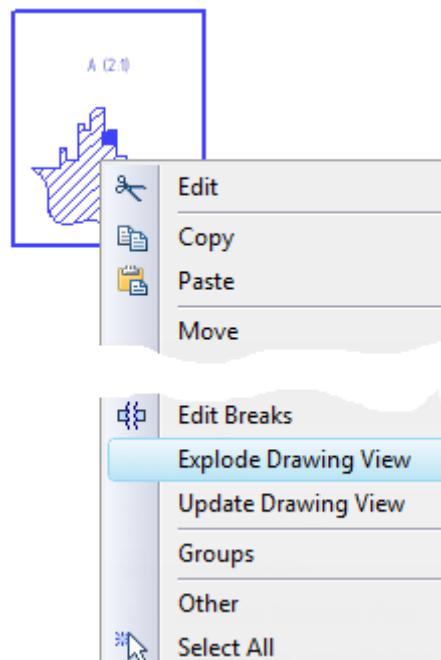 A (2:1)
Edit
Copy
Paste
Move
Edit Breaks
Explode Drawing View
Update Drawing View
Groups
Other
Select All